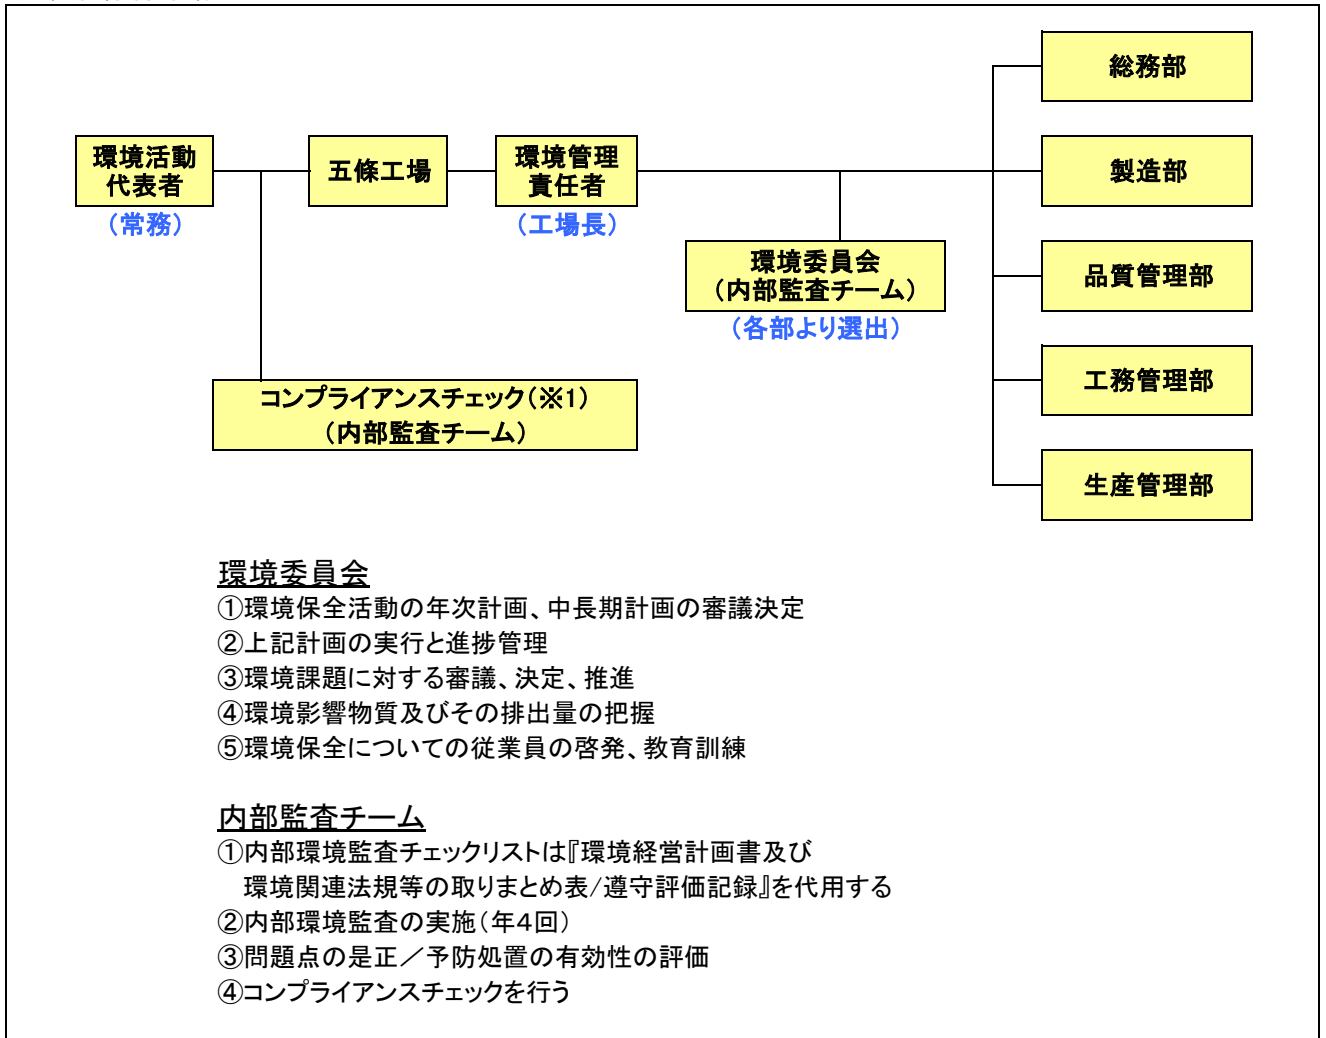 総務部
環境活動
代表者
(常務)
五條工場
環境管理
責任者
(工場長)
製造部
環境委員会
(内部監査チーム)
(各部より選出)
品質管理部
コンプライアンスチェック(※1)
(内部監査チーム)
工務管理部
生産管理部
環境委員会
①環境保全活動の年次計画、中長期計画の審議決定
②上記計画の実行と進捗管理
③環境課題に対する審議、決定、推進
④環境影響物質及びその排出量の把握
⑤環境保全についての従業員の啓発、教育訓練
内部監査チーム
①内部環境監査チェックリストは『環境経営計画書及び
環境関連法規等の取りまとめ表/遵守評価記録』を代用する
②内部環境監査の実施(年4回)
③問題点の是正/予防処置の有効性の評価
④コンプライアンスチェックを行う